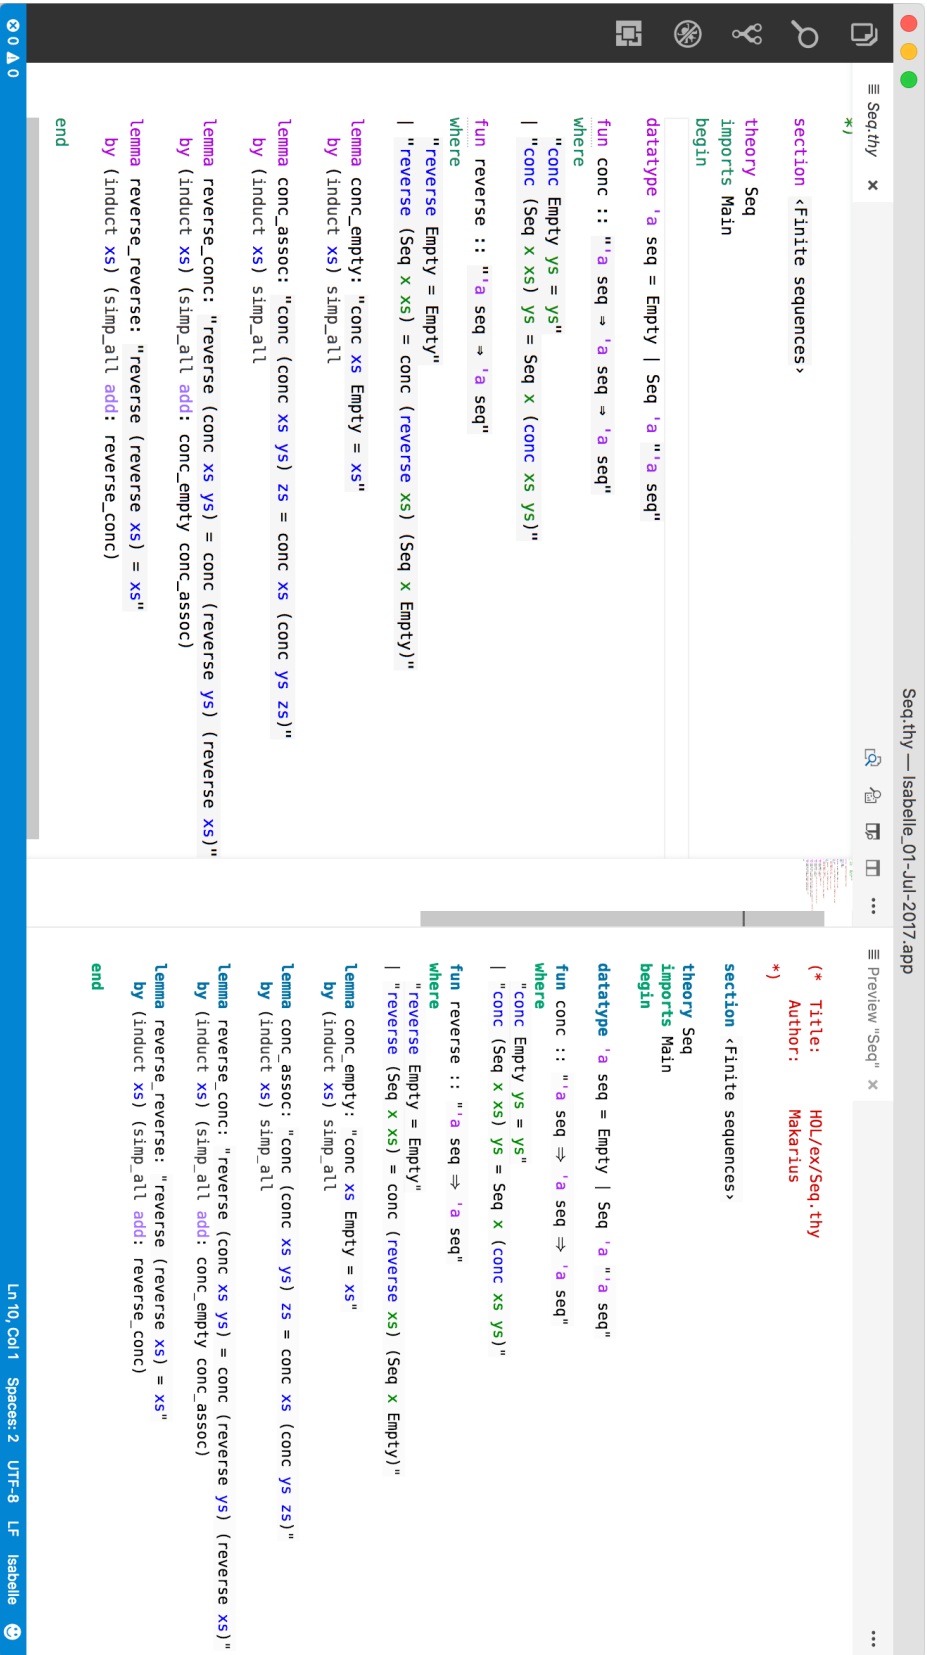 Seq.thy — Isabelle_01-Jul-2017.app
Seq.thy
*)
section ‹Finite sequences›
theory Seq
imports Main
begin
datatype 'a seq = Empty | Seq 'a "'a seq"
fun conc :: "'a seq ⇒ 'a seq ⇒ 'a seq"
where
"conc Empty ys = ys"
| "conc (Seq x xs) ys = Seq x (conc xs ys)"
fun reverse :: "'a seq ⇒ 'a seq"
where
"reverse Empty = Empty"
| "reverse (Seq x xs) = conc (reverse xs) (Seq x Empty)"
lemma conc_empty: "conc xs Empty = xs"
by (induct xs) simp_all
lemma conc_assoc: "conc (conc xs ys) zs = conc xs (conc ys zs)"
by (induct xs) simp_all
lemma reverse_conc: "reverse (conc xs ys) = conc (reverse ys) (reverse xs)"
by (induct xs) (simp_all add: conc_empty conc_assoc)
lemma reverse_reverse: "reverse (reverse xs) = xs"
by (induct xs) (simp_all add: reverse_conc)
end
Preview "Seq"
(* Title: HOL/ex/Seq.thy
Author: Makarius
*)
section ‹Finite sequences›
theory Seq
imports Main
begin
datatype 'a seq = Empty | Seq 'a "'a seq"
fun conc :: "'a seq ⇒ 'a seq ⇒ 'a seq"
where
"conc Empty ys = ys"
| "conc (Seq x xs) ys = Seq x (conc xs ys)"
fun reverse :: "'a seq ⇒ 'a seq"
where
"reverse Empty = Empty"
| "reverse (Seq x xs) = conc (reverse xs) (Seq x Empty)"
lemma conc_empty: "conc xs Empty = xs"
by (induct xs) simp_all
lemma conc_assoc: "conc (conc xs ys) zs = conc xs (conc ys zs)"
by (induct xs) simp_all
lemma reverse_conc: "reverse (conc xs ys) = conc (reverse ys) (reverse xs)"
by (induct xs) (simp_all add: conc_empty conc_assoc)
lemma reverse_reverse: "reverse (reverse xs) = xs"
by (induct xs) (simp_all add: reverse_conc)
end
0 0 Ln 10, Col 1 Spaces: 2 UTF-8 LF Isabelle